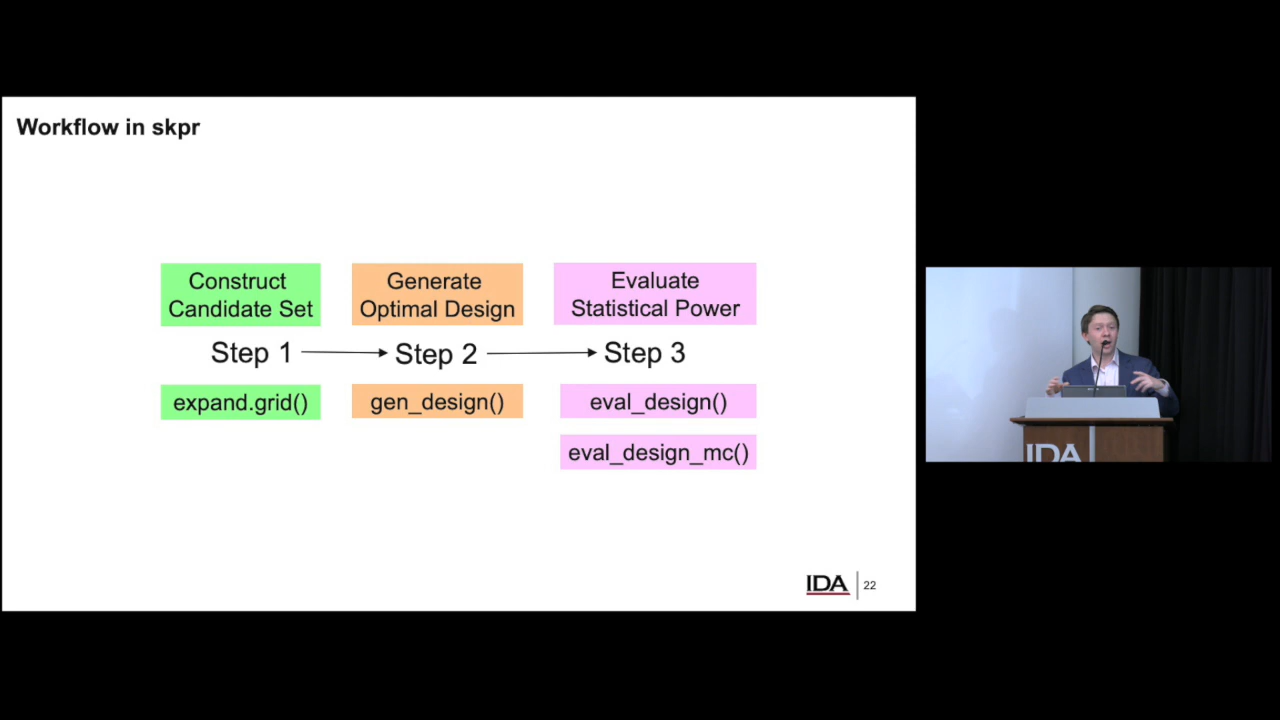 Workflow in skpr
Construct
Candidate Set
Generate
Optimal Design
Evaluate
Statistical Power
Step 1
Step 2
Step 3
expand.grid()
gen_design()
eval_design()
eval_design_mc()
IDA
22
IDA